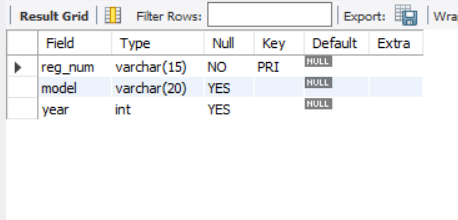 Result Grid Filter Rows: Export: Wra
Field Type Null Key Default Extra
reg_num varchar(15) NO PRI NULL
model varchar(20) YES NULL
year int YES NULL